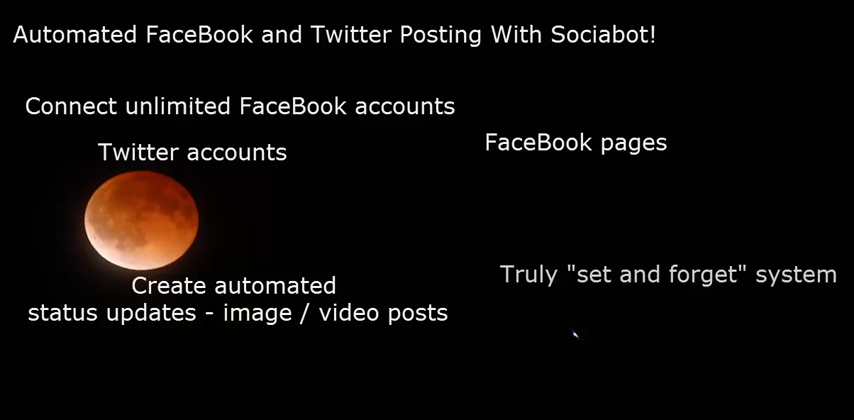 Automated FaceBook and Twitter Posting With Sociabot!
Connect unlimited FaceBook accounts
Twitter accounts
FaceBook pages
Create automated
status updates - image / video posts
Truly "set and forget" system